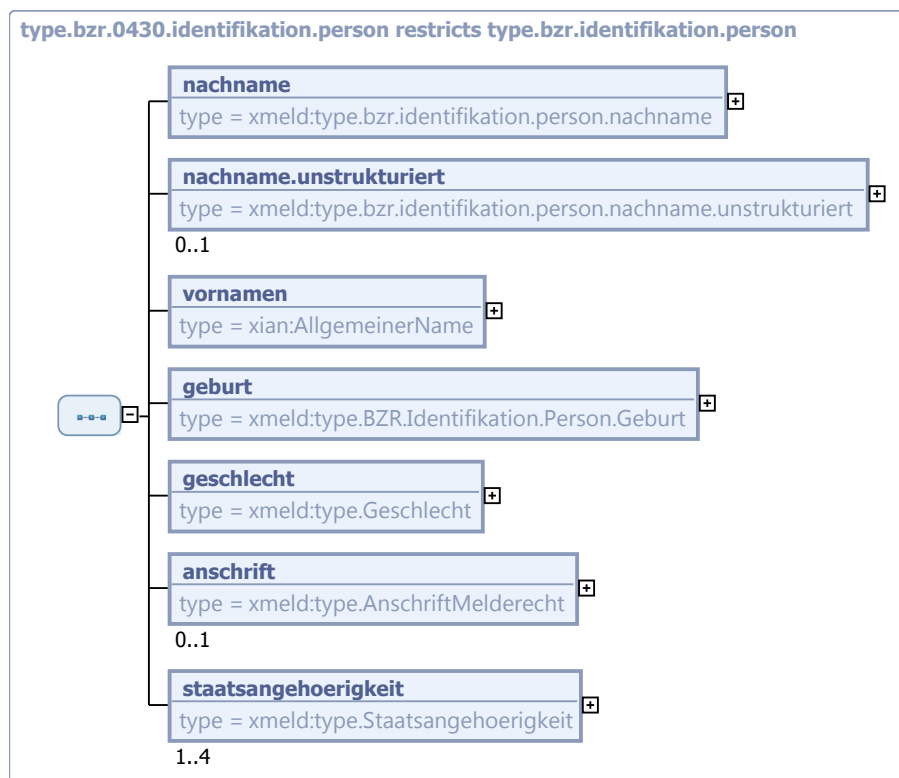 type.bzr.0430.identifikation.person restricts type.bzr.identifikation.person
nachname
type = xmeld:type.bzr.identifikation.person.nachname
nachname.unstrukturiert
type = xmeld:type.bzr.identifikation.person.nachname.unstrukturiert
0..1
vornamen
type = xian:AllgemeinerName
geburt
type = xmeld:type.BZR.Identifikation.Person.Geburt
geschlecht
type = xmeld:type.Geschlecht
anschrift
type = xmeld:type.AnschriftMelderecht
0..1
staatsangehoerigkeit
type = xmeld:type.Staatsangehoerigkeit
1..4